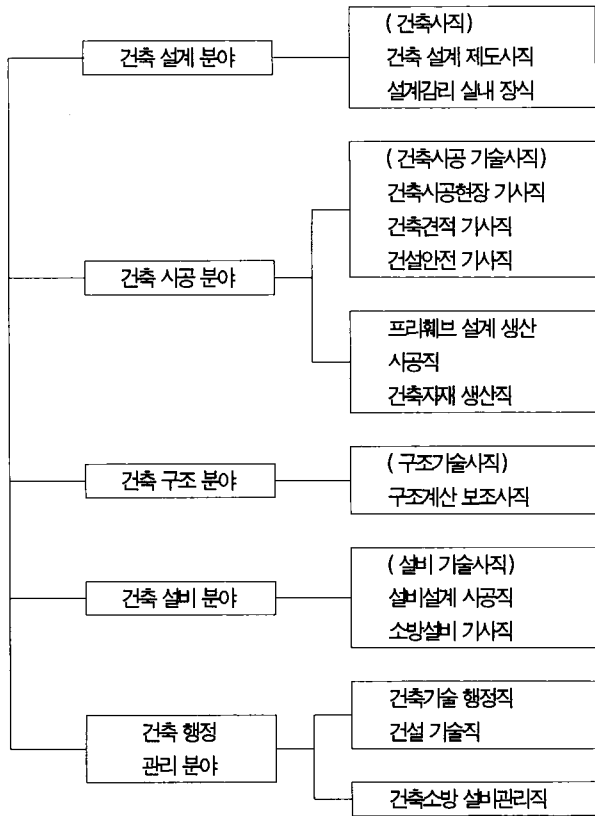 건축 설계 분야
( 건축사직)
건축 설계 제도사직
설계감리 실내 장식
건축 시공 분야
( 건축시공 기술사직)
건축시공현장 기사직
건축견적 기사직
건설안전 기사직
프리훼브 설계 생산
시공직
건축자재 생산직
건축 구조 분야
( 구조기술사직)
구조계산 보조사직
건축 설비 분야
( 설비 기술사직)
설비설계 시공직
소방설비 기사직
건축 행정
관리 분야
건축기술 행정직
건설 기술직
건축소방 설비관리직